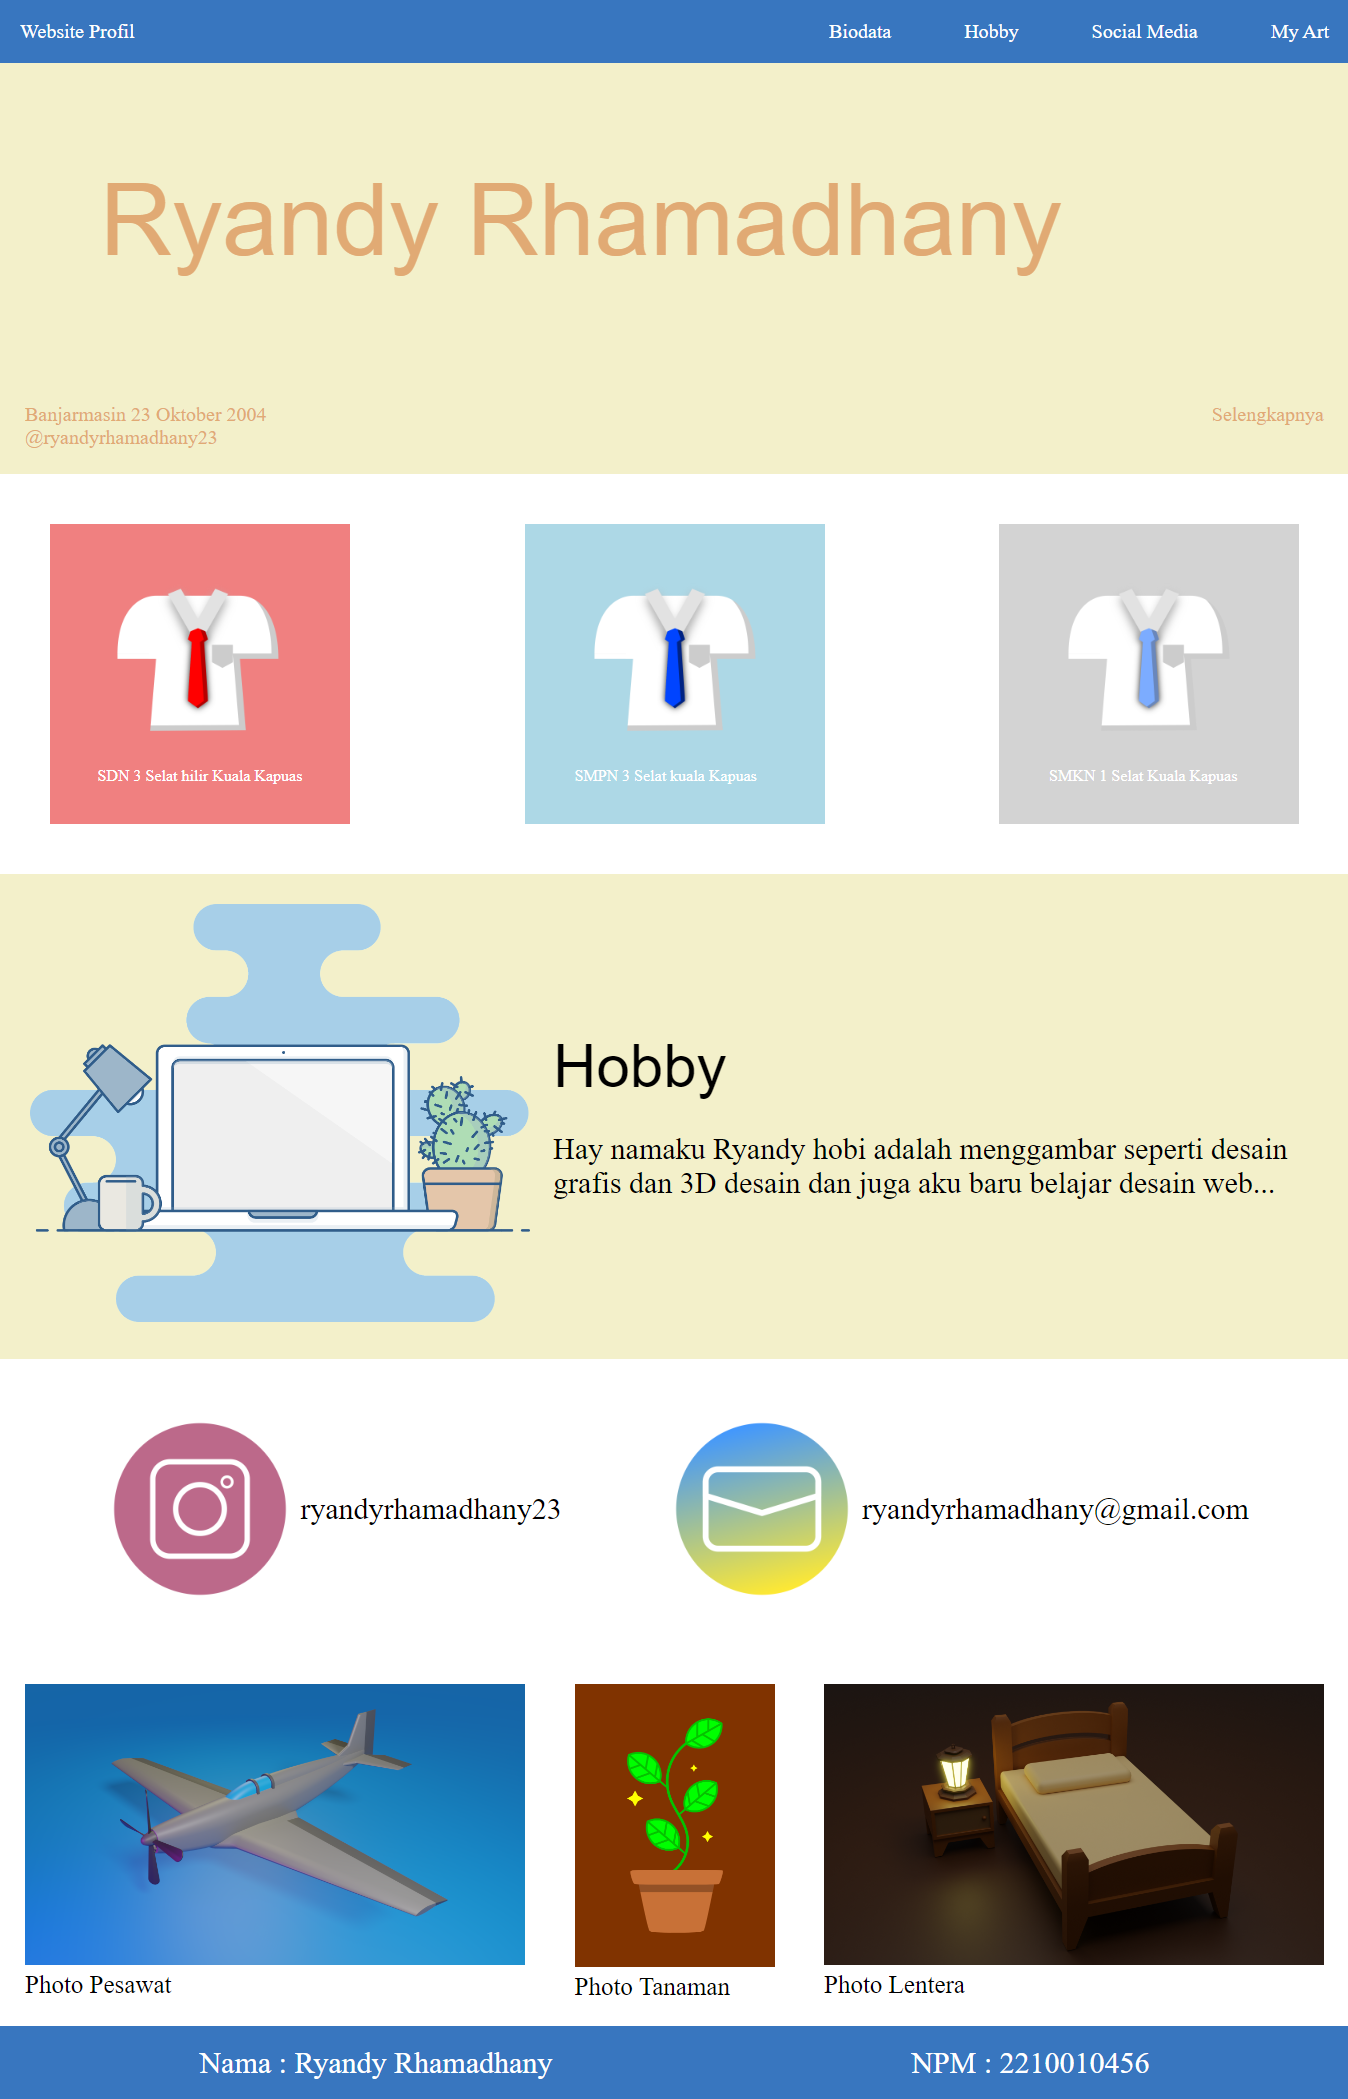 Website Profil
Biodata
Hobby
Social Media
My Art
Ryandy Rhamadhany
Banjarmasin 23 Oktober 2004
@ryandyrhamadhany23
Selengkapnya
SDN 3 Selat hilir Kuala Kapuas
SMPN 3 Selat kuala Kapuas
SMKN 1 Selat Kuala Kapuas
Hobby
Hay namaku Ryandy hobi adalah menggambar seperti desain
grafis dan 3D desain dan juga aku baru belajar desain web...
ryandyrhamadhany23
ryandyrhamadhany@gmail.com
Photo Pesawat
Photo Tanaman
Photo Lentera
Nama : Ryandy Rhamadhany
NPM : 2210010456